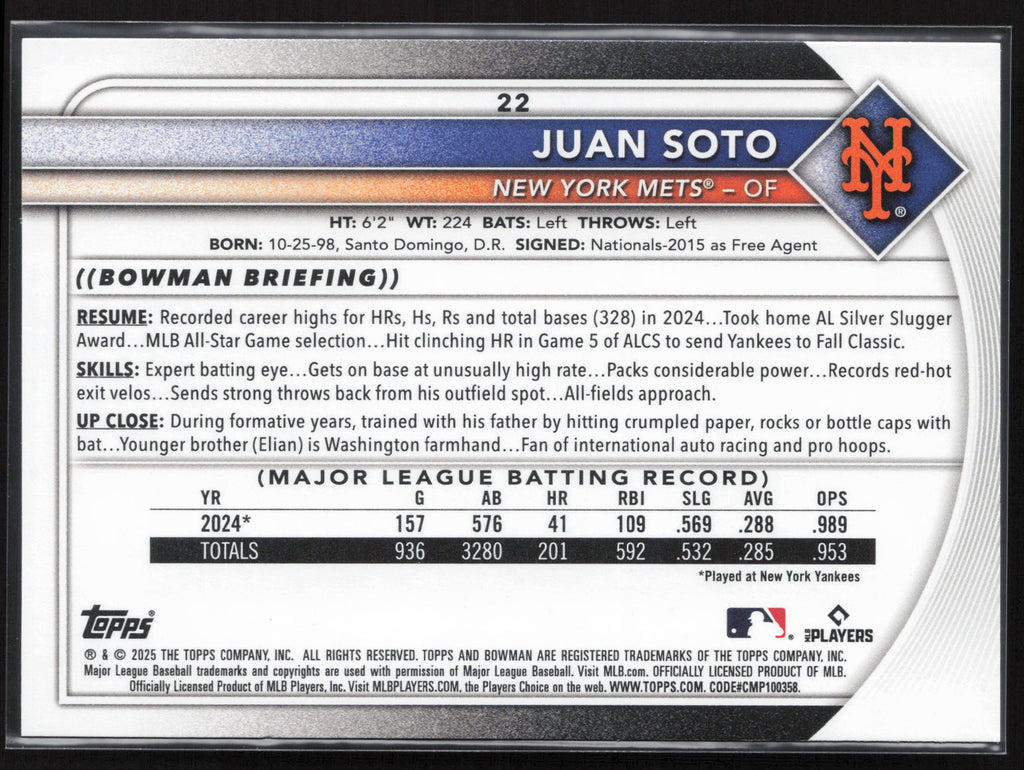 22
JUAN SOTO
NEW YORK METS® – OF
NY
®
HT: 6'2" WT: 224 BATS: Left THROWS: Left
BORN: 10-25-98, Santo Domingo, D.R. SIGNED: Nationals-2015 as Free Agent
((BOWMAN BRIEFING))
RESUME: Recorded career highs for HRs, Hs, Rs and total bases (328) in 2024...Took home AL Silver Slugger
Award...MLB All-Star Game selection...Hit clinching HR in Game 5 of ALCS to send Yankees to Fall Classic.
SKILLS: Expert batting eye...Gets on base at unusually high rate...Packs considerable power...Records red-hot
exit velos...Sends strong throws back from his outfield spot...All-fields approach.
UP CLOSE: During formative years, trained with his father by hitting crumpled paper, rocks or bottle caps with
bat...Younger brother (Elian) is Washington farmhand...Fan of international auto racing and pro hoops.
(MAJOR LEAGUE BATTING RECORD)
YR G AB HR RBI SLG AVG OPS
2024* 157 576 41 109 .569 .288 .989
TOTALS 936 3280 201 592 .532 .285 .953
*Played at New York Yankees
Topps®
®
MLB PLAYERS
® & © 2025 THE TOPPS COMPANY, INC. ALL RIGHTS RESERVED. TOPPS AND BOWMAN ARE REGISTERED TRADEMARKS OF THE TOPPS COMPANY, INC.
Major League Baseball trademarks and copyrights are used with permission of Major League Baseball. Visit MLB.com. OFFICIALLY LICENSED PRODUCT OF MLB.
Officially Licensed Product of MLB Players, Inc. Visit MLBPLAYERS.COM, the Players Choice on the web. WWW.TOPPS.COM. CODE#CMP100358.